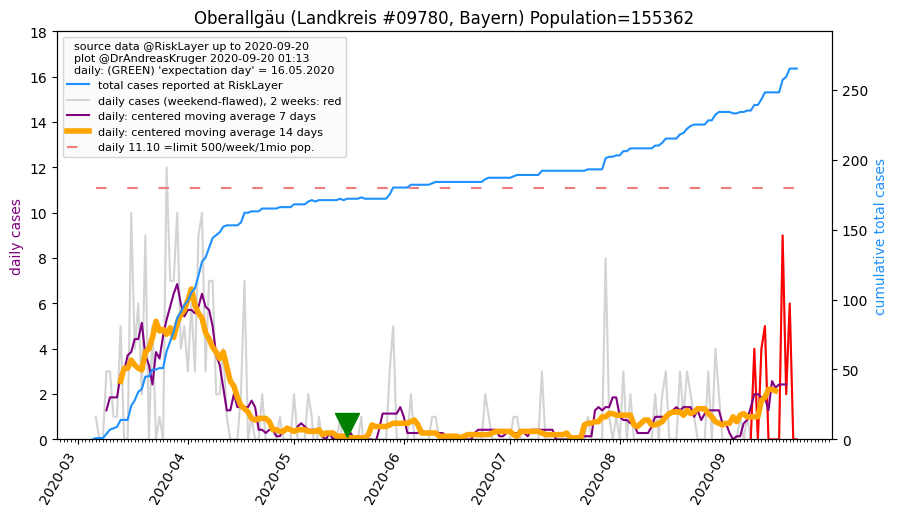 Oberallgäu (Landkreis #09780, Bayern) Population=155362
source data @RiskLayer up to 2020-09-20
plot @DrAndreasKruger 2020-09-20 01:13
daily: (GREEN) 'expectation day' = 16.05.2020
total cases reported at RiskLayer
daily cases (weekend-flawed), 2 weeks: red
daily: centered moving average 7 days
daily: centered moving average 14 days
daily 11.10 =limit 500/week/1mio pop.
daily cases
18
16
14
12
10
8
6
4
2
0
cumulative total cases
250
200
150
100
50
0
2020-03
2020-04
2020-05
2020-06
2020-07
2020-08
2020-09